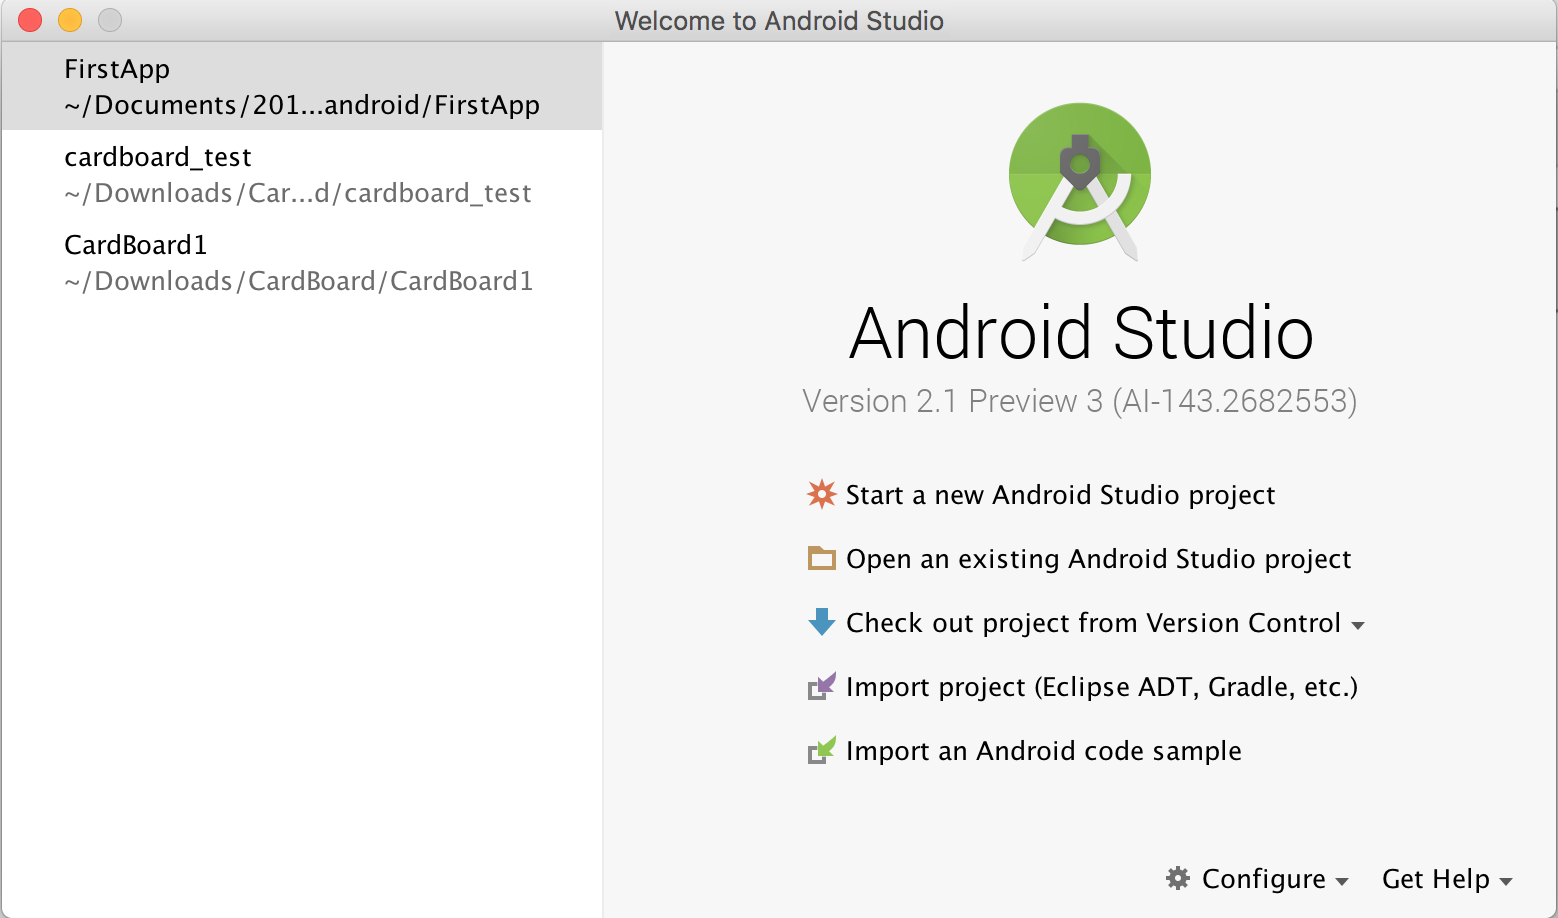 Welcome to Android Studio
FirstApp
~/Documents/201...android/FirstApp
cardboard_test
~/Downloads/Car...d/cardboard_test
CardBoard1
~/Downloads/CardBoard/CardBoard1
Android Studio
Version 2.1 Preview 3 (AI-143.2682553)
Start a new Android Studio project
Open an existing Android Studio project
Check out project from Version Control
Import project (Eclipse ADT, Gradle, etc.)
Import an Android code sample
Configure Get Help